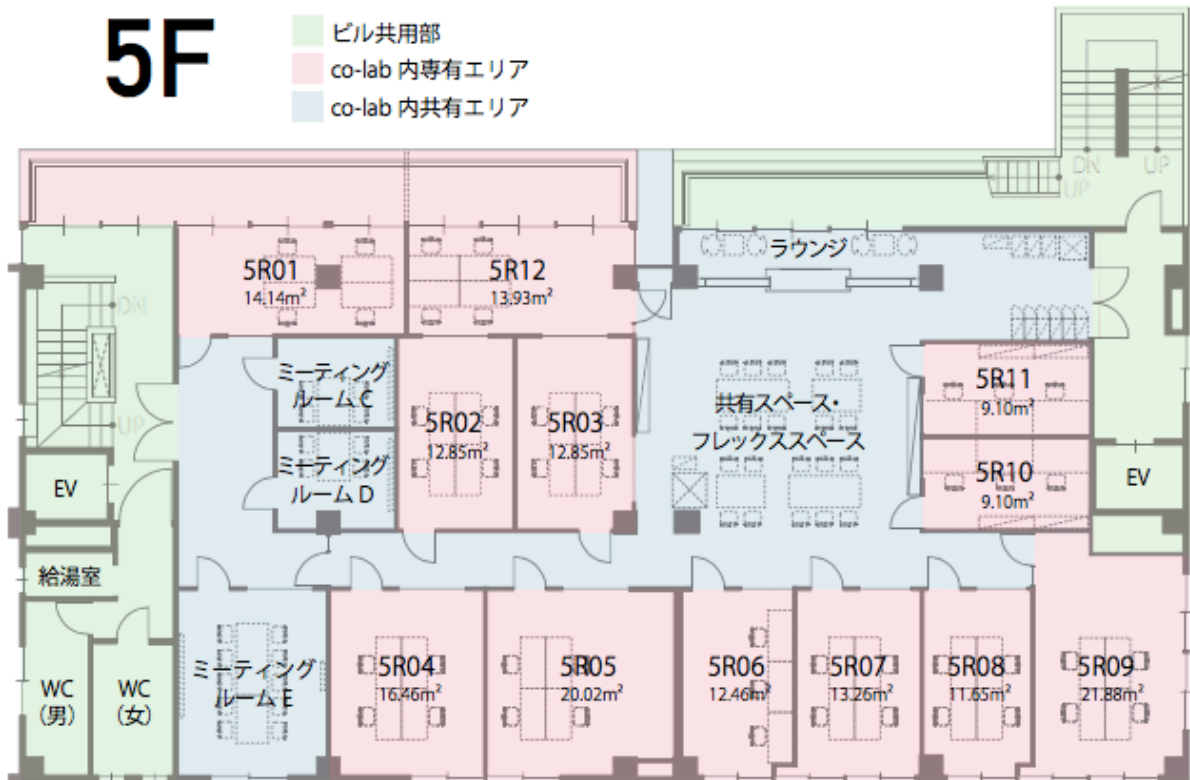 5F
ビル共用部
co-lab 内専有エリア
co-lab 内共有エリア
DN
UP
UP
ラウンジ
5R01
14.14m²
5R12
13.93m²
DN
UP
ミーティング
ルーム C
ミーティング
ルーム D
5R02
12.85m²
5R03
12.85m²
共有スペース・
フレックススペース
5R11
9.10m²
5R10
9.10m²
EV
EV
給湯室
WC
(男)
WC
(女)
ミーティング
ルーム E
5R04
16.46m²
5R05
20.02m²
5R06
12.46m²
5R07
13.26m²
5R08
11.65m²
5R09
21.88m²